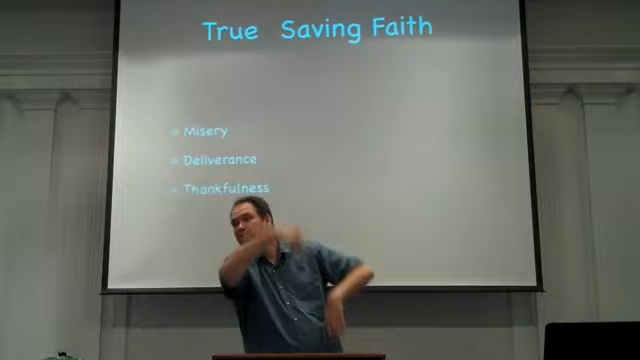 True Saving Faith
Misery
Deliverance
Thankfulness